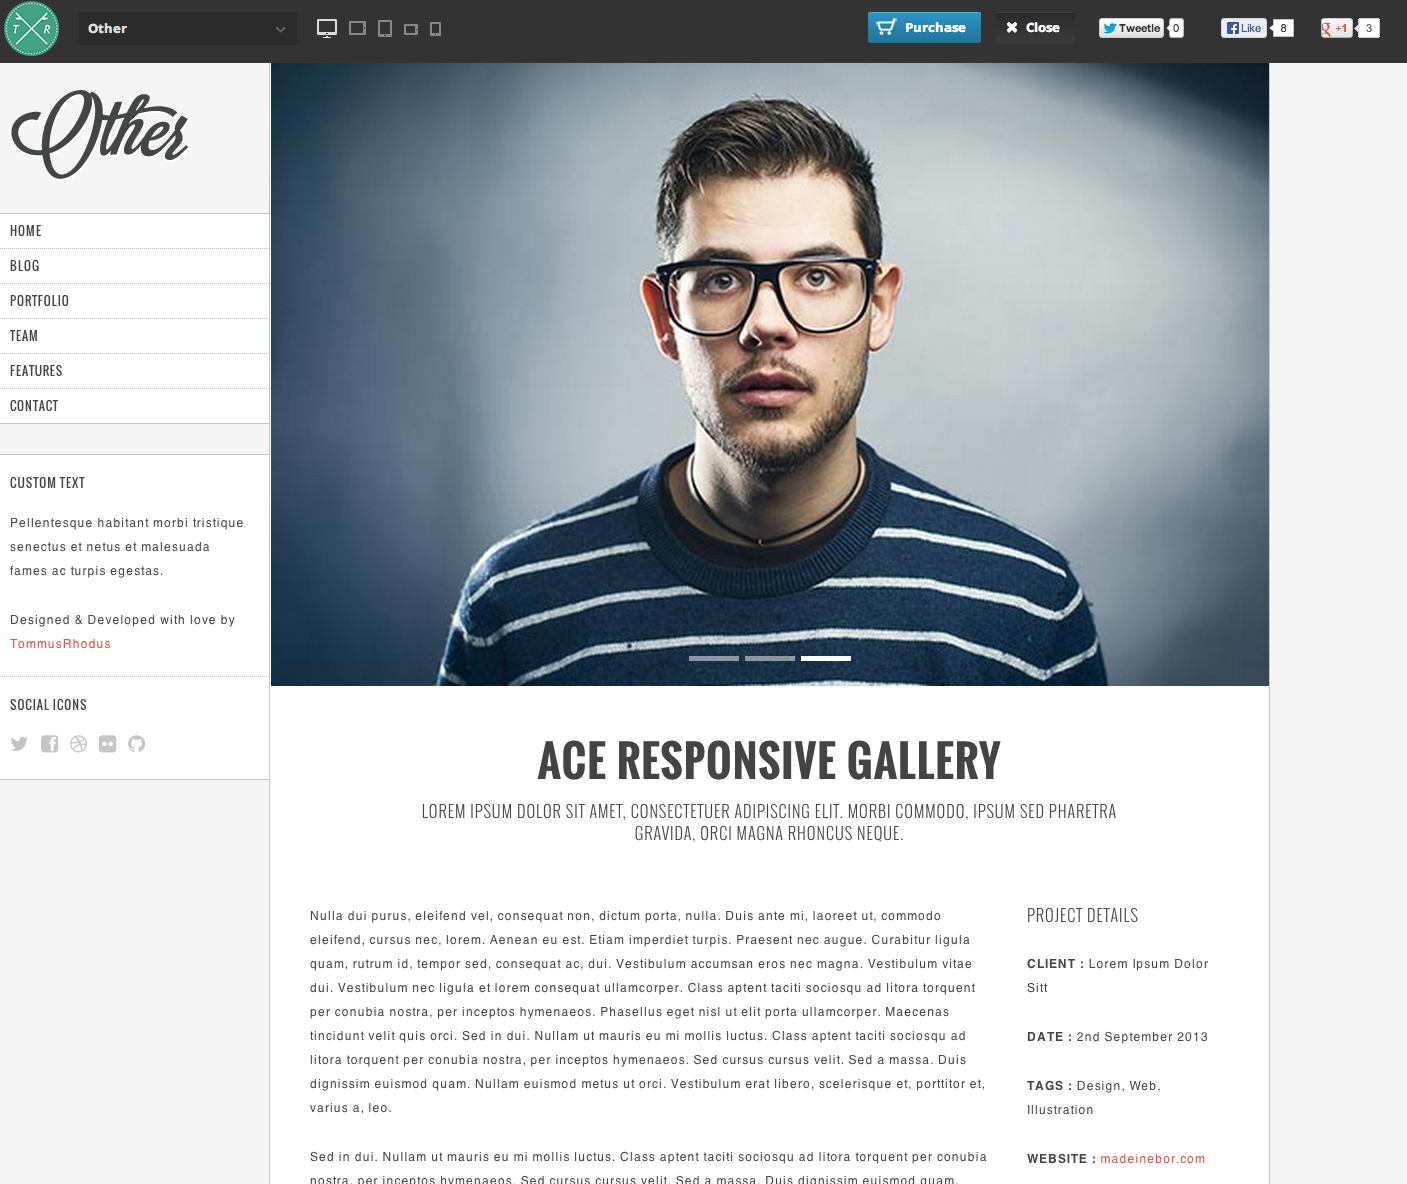 T R
Other
Purchase
Close
Tweetle
0
Like
8
+1
3
Other
HOME
BLOG
PORTFOLIO
TEAM
FEATURES
CONTACT
CUSTOM TEXT
Pellentesque habitant morbi tristique
senectus et netus et malesuada
fames ac turpis egestas.
Designed & Developed with love by
TommusRhodus
SOCIAL ICONS
ACE RESPONSIVE GALLERY
LOREM IPSUM DOLOR SIT AMET, CONSECTETUER ADIPISCING ELIT. MORBI COMMODO, IPSUM SED PHARETRA
GRAVIDA, ORCI MAGNA RHONCUS NEQUE.
Nulla dui purus, eleifend vel, consequat non, dictum porta, nulla. Duis ante mi, laoreet ut, commodo
eleifend, cursus nec, lorem. Aenean eu est. Etiam imperdiet turpis. Praesent nec augue. Curabitur ligula
quam, rutrum id, tempor sed, consequat ac, dui. Vestibulum accumsan eros nec magna. Vestibulum vitae
dui. Vestibulum nec ligula et lorem consequat ullamcorper. Class aptent taciti sociosqu ad litora torquent
per conubia nostra, per inceptos hymenaeos. Phasellus eget nisl ut elit porta ullamcorper. Maecenas
tincidunt velit quis orci. Sed in dui. Nullam ut mauris eu mi mollis luctus. Class aptent taciti sociosqu ad
litora torquent per conubia nostra, per inceptos hymenaeos. Sed cursus cursus velit. Sed a massa. Duis
dignissim euismod quam. Nullam euismod metus ut orci. Vestibulum erat libero, scelerisque et, porttitor et,
varius a, leo.
Sed in dui. Nullam ut mauris eu mi mollis luctus. Class aptent taciti sociosqu ad litora torquent per conubia
nostra, per inceptos hymenaeos. Sed cursus cursus velit. Sed a massa. Duis dignissim euismod quam.
PROJECT DETAILS
CLIENT : Lorem Ipsum Dolor
Sitt
DATE : 2nd September 2013
TAGS : Design, Web,
Illustration
WEBSITE : madeinebor.com